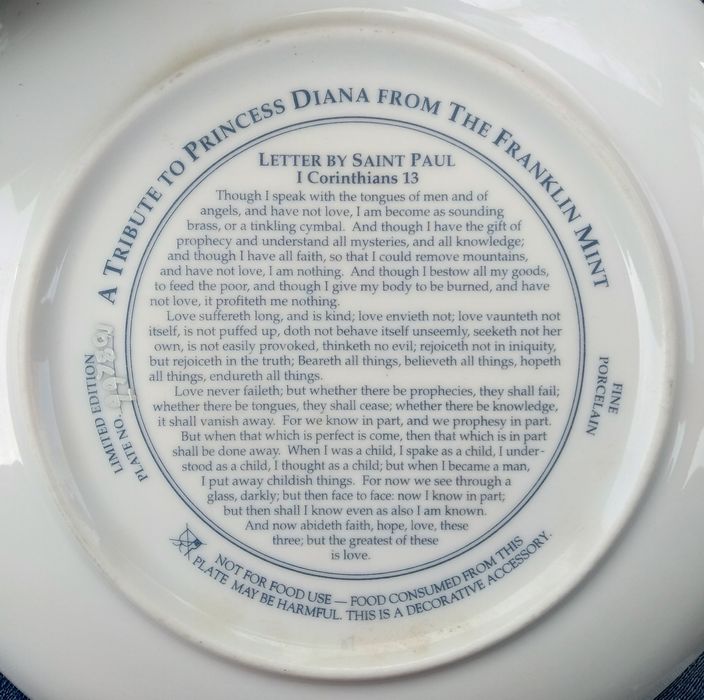 A TRIBUTE TO PRINCESS DIANA FROM THE FRANKLIN MINT
LETTER BY SAINT PAUL
I Corinthians 13
Though I speak with the tongues of men and of
angels, and have not love, I am become as sounding
brass, or a tinkling cymbal. And though I have the gift of
prophecy and understand all mysteries, and all knowledge;
and though I have all faith, so that I could remove mountains,
and have not love, I am nothing. And though I bestow all my goods,
to feed the poor, and though I give my body to be burned, and have
not love, it profiteth me nothing.
Love suffereth long, and is kind; love envieth not; love vaunteth not
itself, is not puffed up, doth not behave itself unseemly, seeketh not her
own, is not easily provoked, thinketh no evil; rejoiceth not in iniquity,
but rejoiceth in the truth; Beareth all things, believeth all things, hopeth
all things, endureth all things.
Love never faileth; but whether there be prophecies, they shall fail;
whether there be tongues, they shall cease; whether there be knowledge,
it shall vanish away. For we know in part, and we prophesy in part.
But when that which is perfect is come, then that which is in part
shall be done away. When I was a child, I spake as a child, I under-
stood as a child, I thought as a child; but when I became a man,
I put away childish things. For now we see through a
glass, darkly; but then face to face: now I know in part;
but then shall I know even as also I am known.
And now abideth faith, hope, love, these
three; but the greatest of these
is love.
LIMITED EDITION
PLATE NO.
FINE
PORCELAIN
NOT FOR FOOD USE — FOOD CONSUMED FROM THIS
PLATE MAY BE HARMFUL. THIS IS A DECORATIVE ACCESSORY.